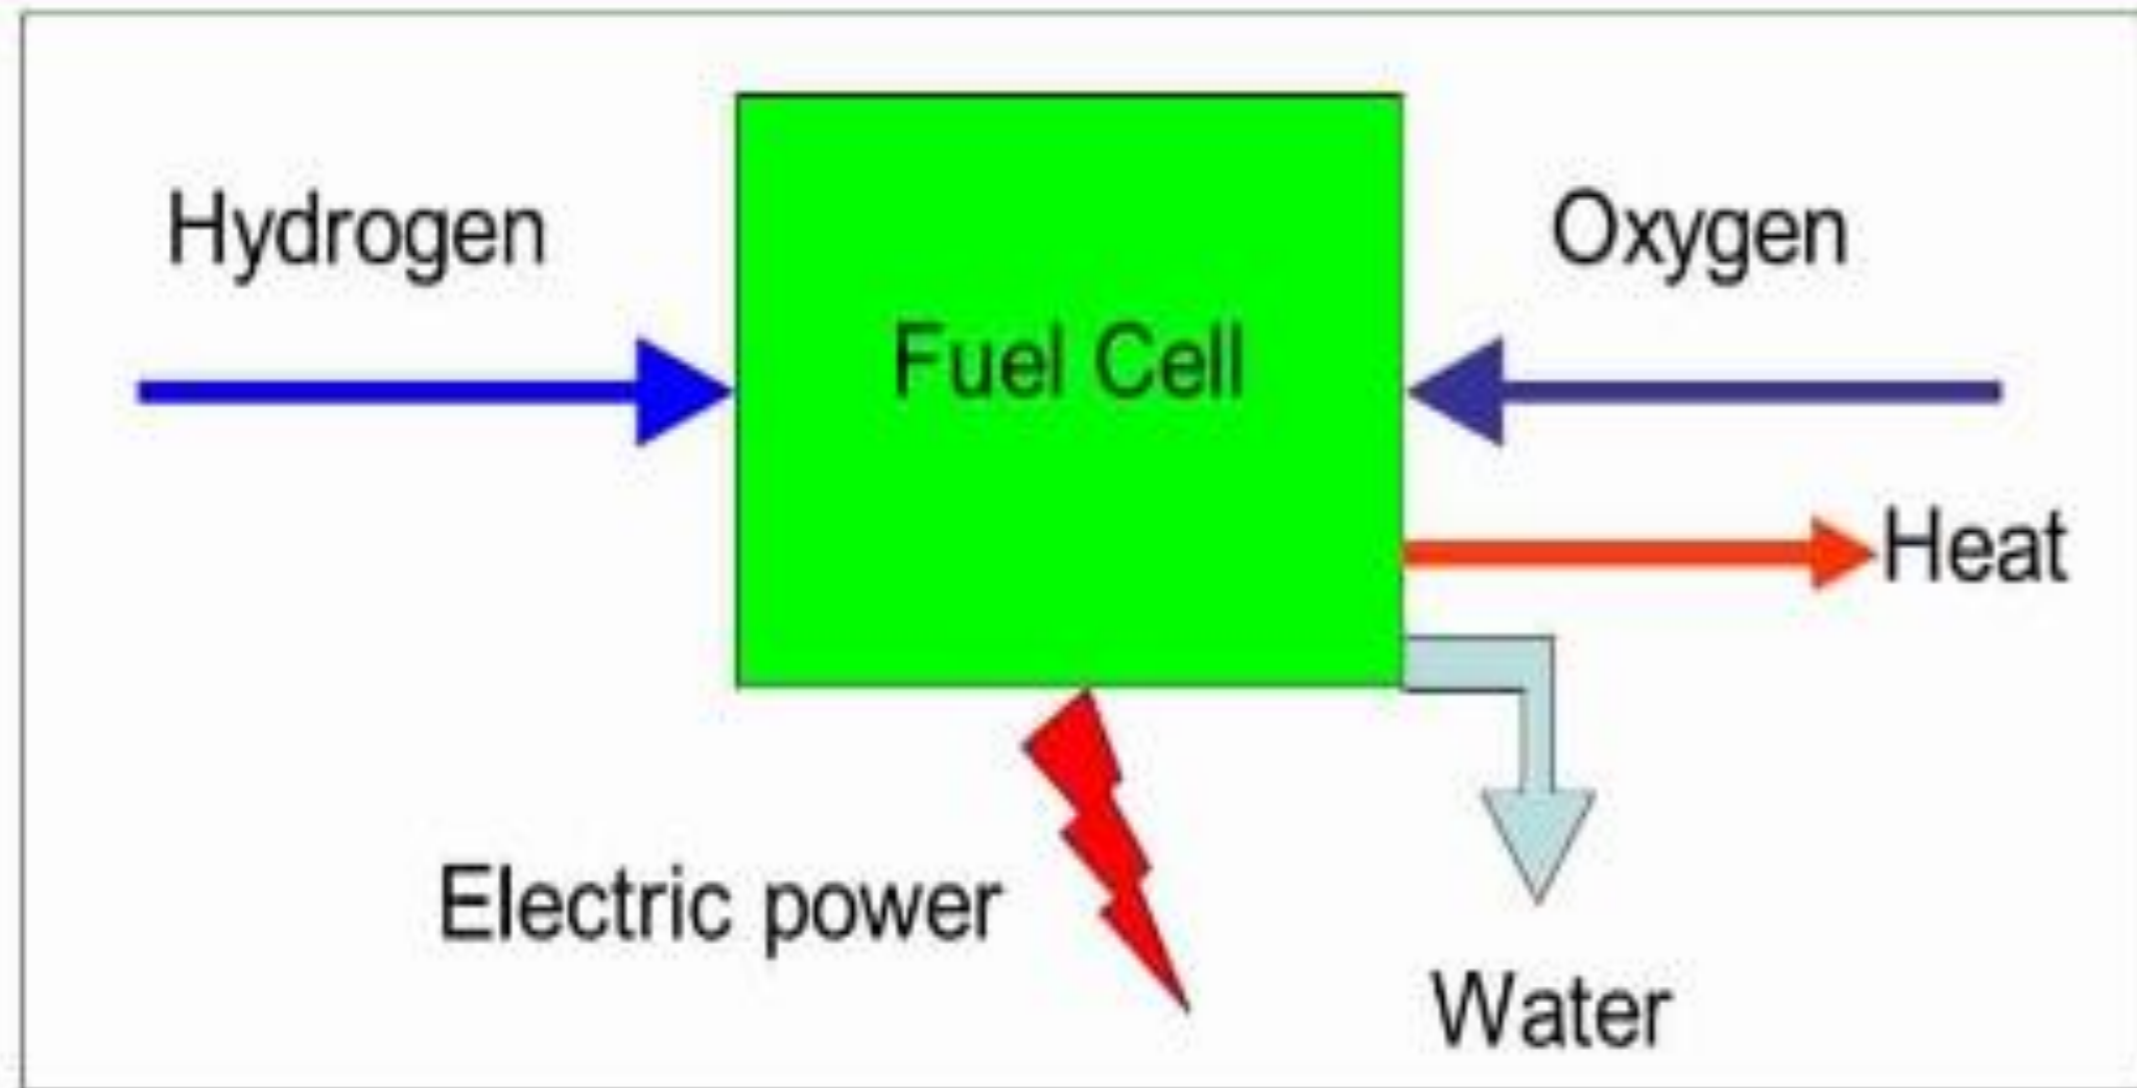 Hydrogen
Oxygen
Fuel Cell
Heat
Electric power
Water